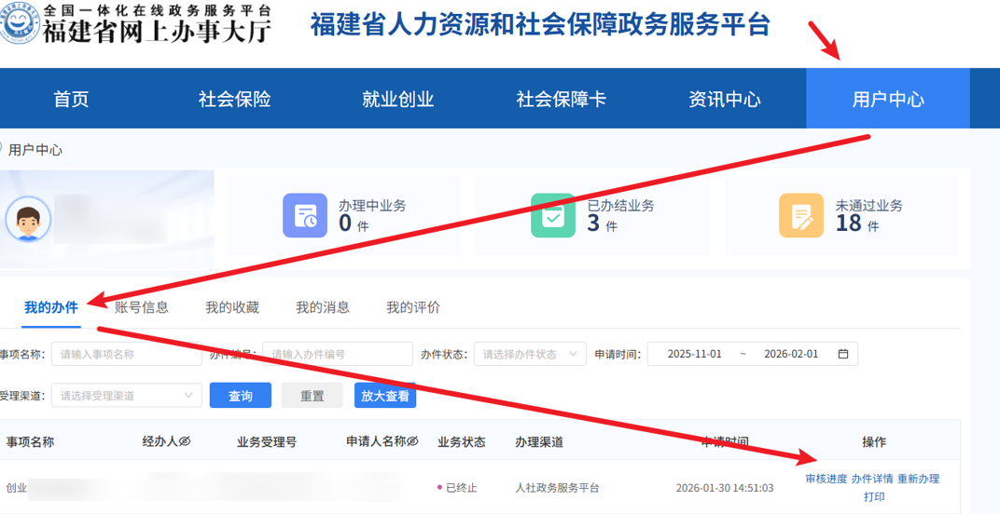 全国一体化在线政务服务平台
福建省网上办事大厅
福建省人力资源和社会保障政务服务平台
首页 社会保险 就业创业 社会保障卡 资讯中心 用户中心
用户中心
办理中业务 已办结业务 未通过业务
0 件 3 件 18 件
我的办件 账号信息 我的收藏 我的消息 我的评价
事项名称: 请输入事项名称 办件编号: 请输入办件编号 办件状态: 请选择办件状态 申请时间: 2025-11-01 ~ 2026-02-01
受理渠道: 请选择受理渠道 查询 重置 放大查看
事项名称 经办人 业务受理号 申请人名称 业务状态 办理渠道 申请时间 操作
创业 已终止 人社政务服务平台 2026-01-30 14:51:03 审核进度 办件详情 重新办理
打印